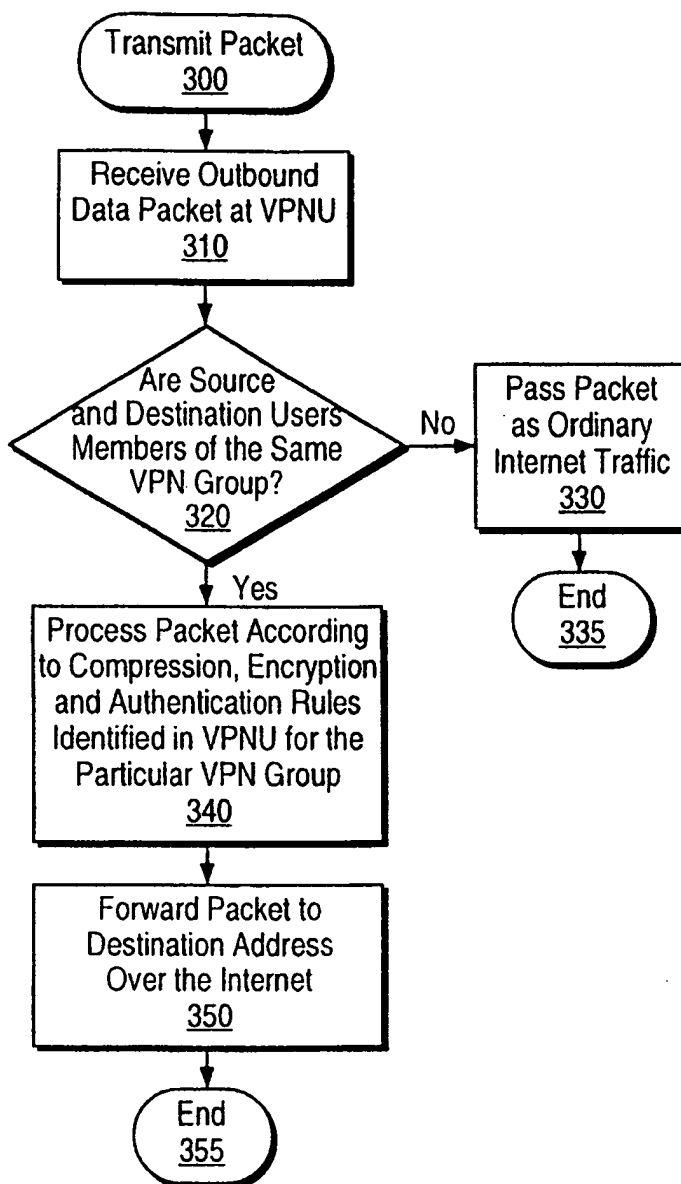 Transmit Packet
300
Receive Outbound
Data Packet at VPNU
310
Are Source
and Destination Users
Members of the Same
VPN Group?
320
No
Pass Packet
as Ordinary
Internet Traffic
330
End
335
Yes
Process Packet According
to Compression, Encryption
and Authentication Rules
Identified in VPNU for the
Particular VPN Group
340
Forward Packet to
Destination Address
Over the Internet
350
End
355